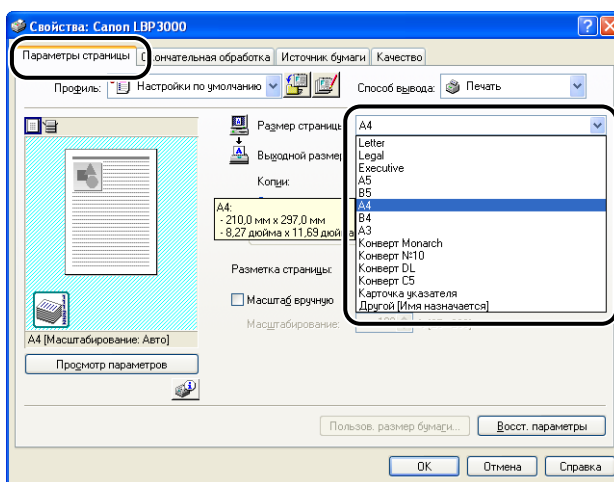 Свойства: Canon LBP3000
Параметры страницы
Окончательная обработка
Источник бумаги
Качество
Профиль:
Настройки по умолчанию
Способ вывода:
Печать
Размер страницы
A4
Выходной размер
Letter
Legal
Executive
A5
B5
A4
B4
A3
Конверт Monarch
Конверт №10
Конверт DL
Конверт C5
Карточка указателя
Другой [Имя назначается]
Копии:
A4:
- 210,0 мм x 297,0 мм
- 8,27 дюйма x 11,69 дюйма
Разметка страницы:
Масштаб вручную
Масштабирование:
A4 [Масштабирование: Авто]
Просмотр параметров
Пользов. размер бумаги...
Восст. параметры
OK
Отмена
Справка